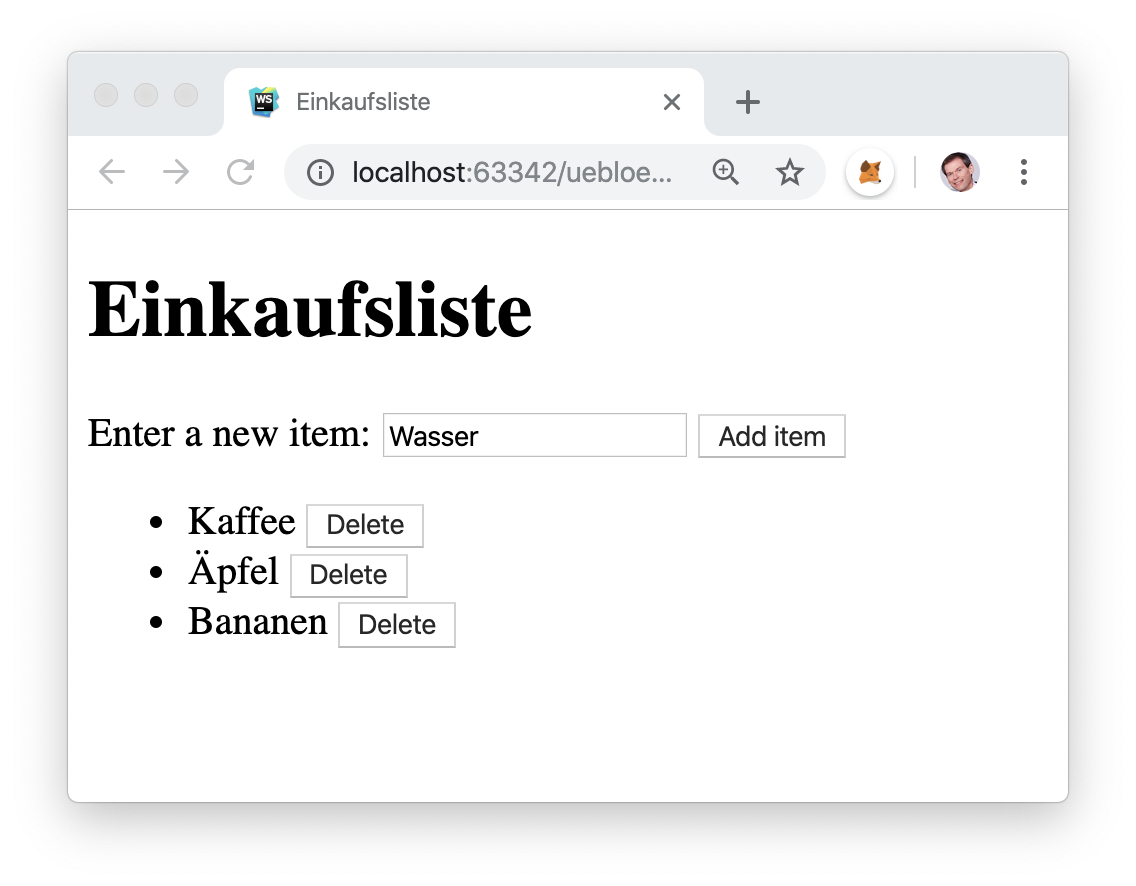 WS Einkaufsliste
localhost:63342/uebloe...
Einkaufsliste
Enter a new item: Wasser Add item
• Kaffee Delete
• Äpfel Delete
• Bananen Delete